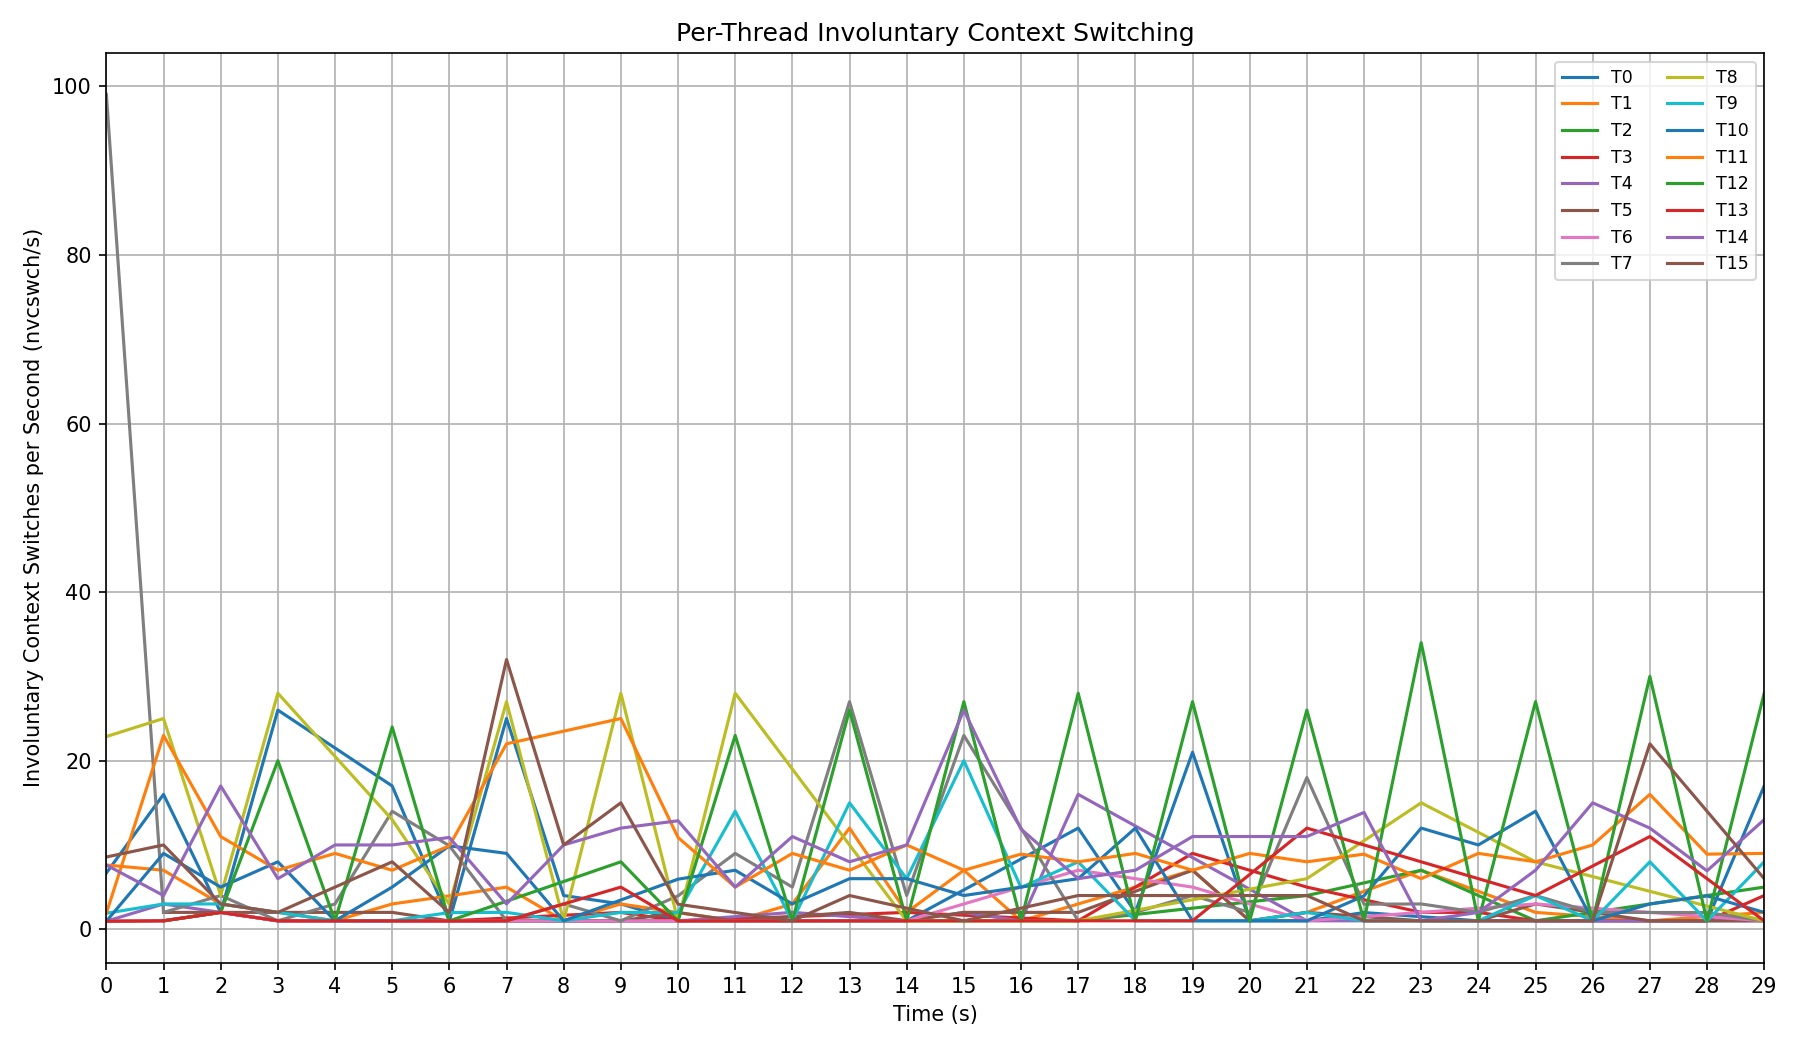 Per-Thread Involuntary Context Switching
Involuntary Context Switches per Second (nvcswch/s)
100
80
60
40
20
0
T0 T8
T1 T9
T2 T10
T3 T11
T4 T12
T5 T13
T6 T14
T7 T15
0 1 2 3 4 5 6 7 8 9 10 11 12 13 14 15 16 17 18 19 20 21 22 23 24 25 26 27 28 29
Time (s)